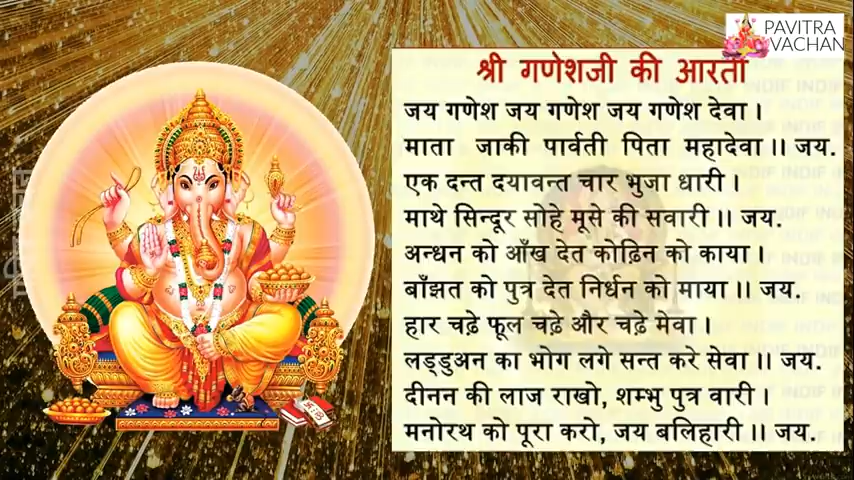 PAVITRA
VACHAN
श्री गणेशजी की आरती
जय गणेश जय गणेश जय गणेश देवा ।
माता जाकी पार्वती पिता महादेवा ।। जय.
एक दन्त दयावन्त चार भुजा धारी ।
माथे सिन्दूर सोहे मूसे की सवारी ।। जय.
अन्धन को आँख देत कोढ़िन को काया ।
बाँझत को पुत्र देत निर्धन को माया ।। जय.
हार चढ़े फूल चढ़े और चढ़े मेवा ।
लड्डुअन का भोग लगे सन्त करे सेवा ।। जय.
दीनन की लाज राखो, शम्भु पुत्र वारी ।
मनोरथ को पूरा करो, जय बलिहारी ।। जय.